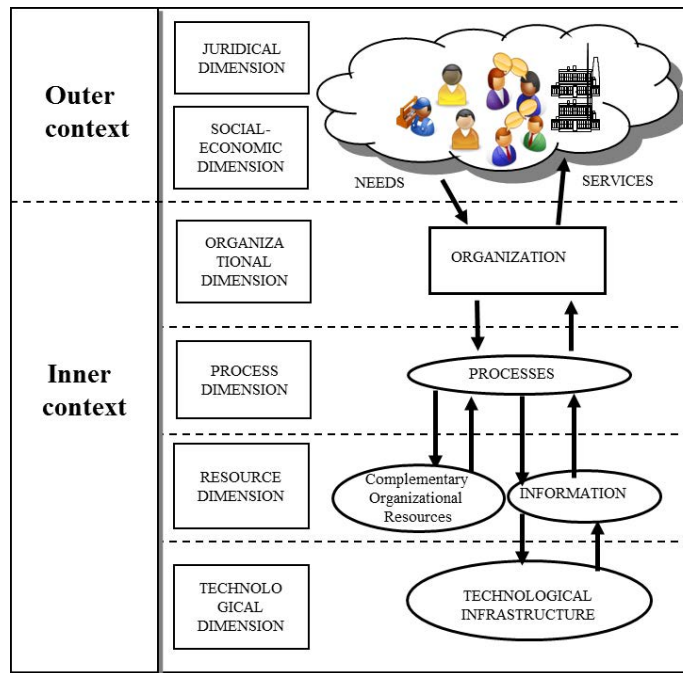 Outer
context
JURIDICAL
DIMENSION
SOCIAL-
ECONOMIC
DIMENSION
NEEDS
SERVICES
Inner
context
ORGANIZA
TIONAL
DIMENSION
ORGANIZATION
PROCESS
DIMENSION
PROCESSES
RESOURCE
DIMENSION
Complementary
Organizational
Resources
INFORMATION
TECHNOLO
GICAL
DIMENSION
TECHNOLOGICAL
INFRASTRUCTURE